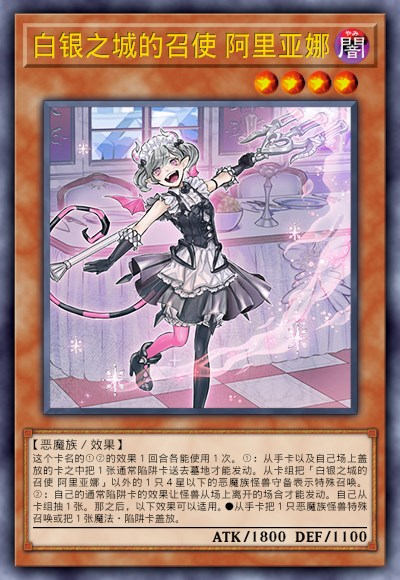 白银之城的召使 阿里亚娜
やみ
闇
【恶魔族／效果】
这个卡名的①②的效果1回合各能使用1次。①：从手卡以及自己场上盖
放的卡之中把1张通常陷阱卡送去墓地才能发动。从卡组把「白银之城的
召使 阿里亚娜」以外的1只4星以下的恶魔族怪兽守备表示特殊召唤。
②：自己的通常陷阱卡的效果让怪兽从场上离开的场合才能发动。自己从
卡组抽1张。那之后，以下效果可以适用。●从手卡把1只恶魔族怪兽特殊
召唤或把1张魔法·陷阱卡盖放。
ATK/1800 DEF/1100